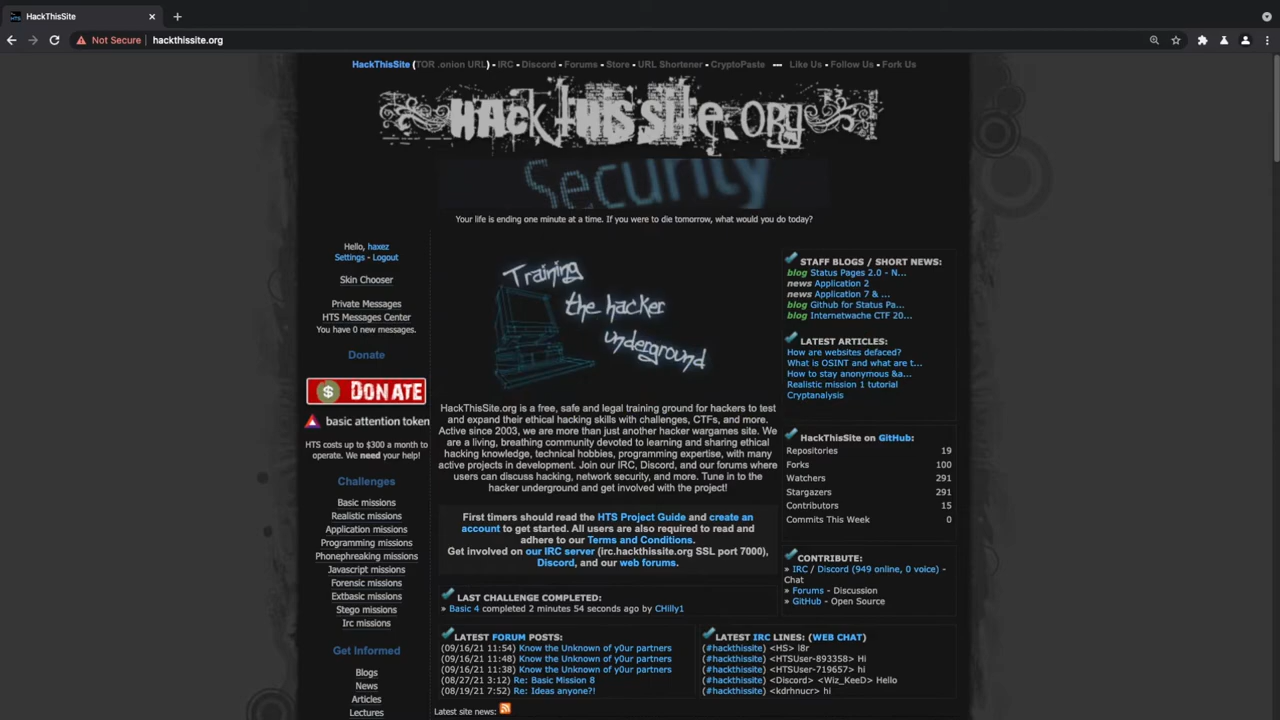 HackThisSite
Not Secure
hackthissite.org
HackThisSite (TOR .onion URL) - IRC - Discord - Forums - Store - URL Shortener - CryptoPaste --- Like Us - Follow Us - Fork Us
HACk tHIS SIte.ORg
Security
Your life is ending one minute at a time. If you were to die tomorrow, what would you do today?
Hello, haxez
Settings - Logout
Skin Chooser
Private Messages
HTS Messages Center
You have 0 new messages.
Donate
$ DONATE
basic attention token
HTS costs up to $300 a month to
operate. We need your help!
Challenges
Basic missions
Realistic missions
Application missions
Programming missions
Phonephreaking missions
Javascript missions
Forensic missions
Extbasic missions
Stego missions
Irc missions
Get Informed
Blogs
News
Articles
Lectures
Training
the hacker
underground
HackThisSite.org is a free, safe and legal training ground for hackers to test
and expand their ethical hacking skills with challenges, CTFs, and more.
Active since 2003, we are more than just another hacker wargames site. We
are a living, breathing community devoted to learning and sharing ethical
hacking knowledge, technical hobbies, programming expertise, with many
active projects in development. Join our IRC, Discord, and our forums where
users can discuss hacking, network security, and more. Tune in to the
hacker underground and get involved with the project!
First timers should read the HTS Project Guide and create an
account to get started. All users are also required to read and
adhere to our Terms and Conditions.
Get involved on our IRC server (irc.hackthissite.org SSL port 7000),
Discord, and our web forums.
LAST CHALLENGE COMPLETED:
» Basic 4 completed 2 minutes 54 seconds ago by CHilly1
LATEST FORUM POSTS:
(09/16/21 11:54) Know the Unknown of y0ur partners
(09/16/21 11:48) Know the Unknown of y0ur partners
(09/16/21 11:38) Know the Unknown of y0ur partners
(08/27/21 3:12) Re: Basic Mission 8
(08/19/21 7:52) Re: Ideas anyone?!
Latest site news:
LATEST IRC LINES: (WEB CHAT)
(#hackthissite) <HS> l8r
(#hackthissite) <HTSUser-893358> Hi
(#hackthissite) <HTSUser-719657> hi
(#hackthissite) <Discord> <Wiz_KeeD> Hello
(#hackthissite) <kdrhnucr> hi
STAFF BLOGS / SHORT NEWS:
blog Status Pages 2.0 - N...
news Application 2
news Application 7 & ...
blog Github for Status Pa...
blog Internetwache CTF 20...
LATEST ARTICLES:
How are websites defaced?
What is OSINT and what are t...
How to stay anonymous &a...
Realistic mission 1 tutorial
Cryptanalysis
HackThisSite on GitHub:
Repositories 19
Forks 100
Watchers 291
Stargazers 291
Contributors 15
Commits This Week 0
CONTRIBUTE:
» IRC / Discord (949 online, 0 voice) -
Chat
» Forums - Discussion
» GitHub - Open Source